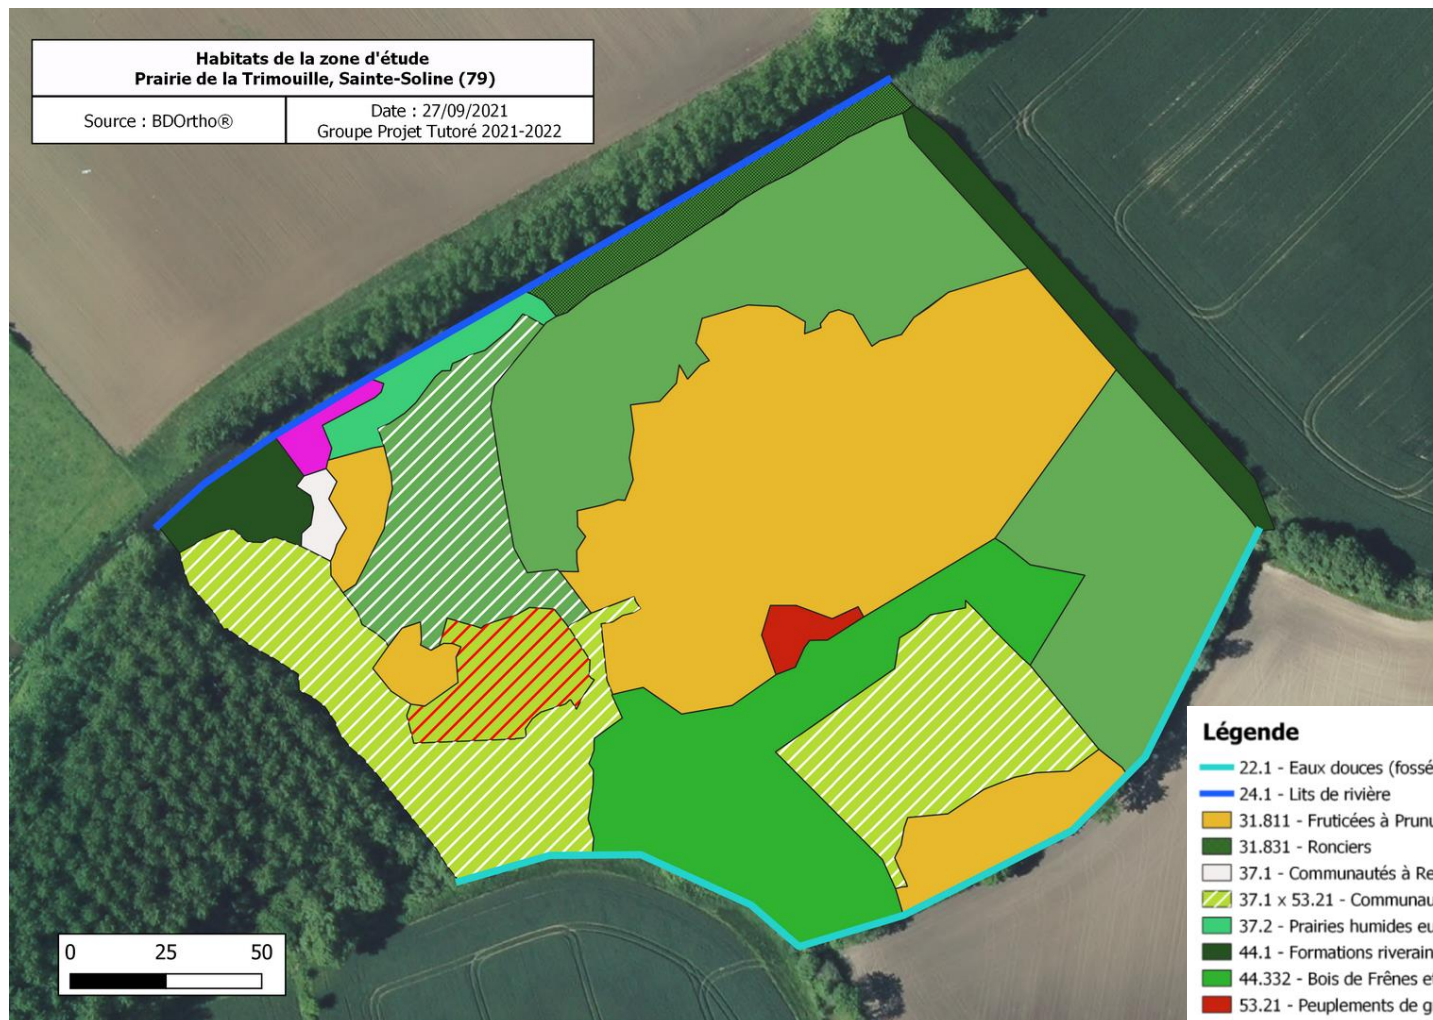 Habitats de la zone d'étude
Prairie de la Trimouille, Sainte-Soline (79)
Source : BDOrtho®
Date : 27/09/2021
Groupe Projet Tutoré 2021-2022
Légende
22.1 - Eaux douces (fossé
24.1 - Lits de rivière
31.811 - Fruticées à Prunu
31.831 - Ronciers
37.1 - Communautés à Re
37.1 x 53.21 - Communau
37.2 - Prairies humides eu
44.1 - Formations riverain
44.332 - Bois de Frênes et
53.21 - Peuplements de g
0 25 50